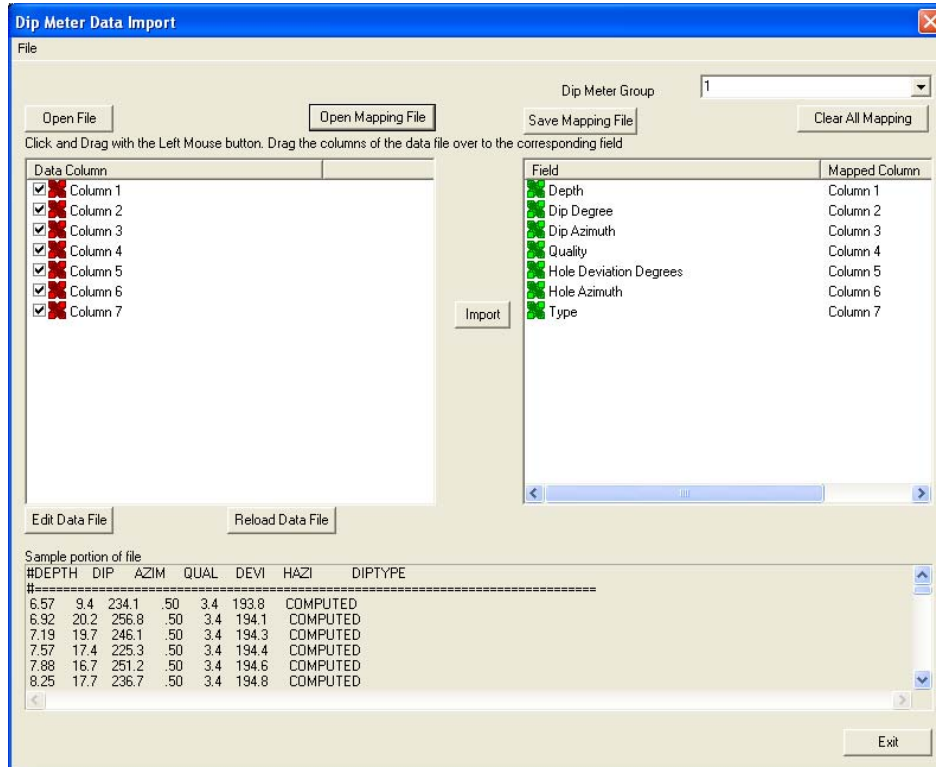 Dip Meter Data Import
File
Dip Meter Group 1
Open File Open Mapping File Save Mapping File Clear All Mapping
Click and Drag with the Left Mouse button. Drag the columns of the data file over to the corresponding field
Data Column Field Mapped Column
Column 1 Depth Column 1
Column 2 Dip Degree Column 2
Column 3 Dip Azimuth Column 3
Column 4 Quality Column 4
Column 5 Hole Deviation Degrees Column 5
Column 6 Hole Azimuth Column 6
Column 7 Type Column 7
Import
Edit Data File Reload Data File
Sample portion of file
#DEPTH DIP AZIM QUAL DEVI HAZI DIPTYPE
#==============================================================================
6.57 9.4 234.1 .50 3.4 193.8 COMPUTED
6.92 20.2 256.8 .50 3.4 194.1 COMPUTED
7.19 19.7 246.1 .50 3.4 194.3 COMPUTED
7.57 17.4 225.3 .50 3.4 194.4 COMPUTED
7.88 16.7 251.2 .50 3.4 194.6 COMPUTED
8.25 17.7 236.7 .50 3.4 194.8 COMPUTED
Exit